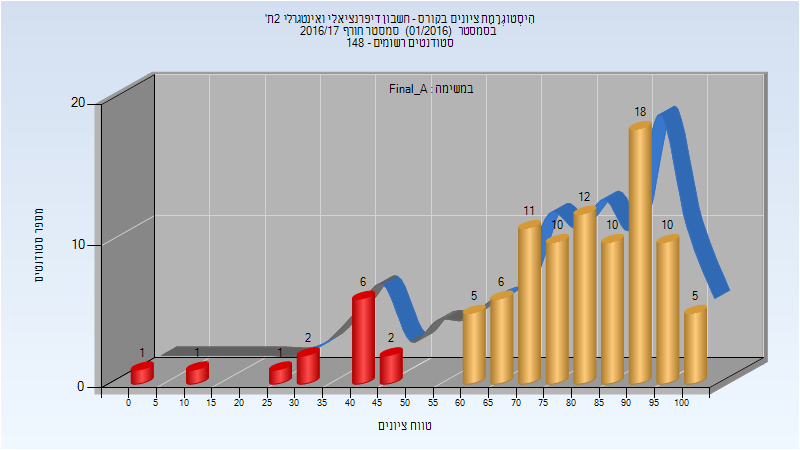 היסטוגרמת ציונים בקורס - חשבון דיפרנציאלי ואינטגרלי 2ת'
בסמסטר (01/2016) סמסטר חורף 2016/17
סטודנטים רשומים - 148
במשימה : Final_A
מספר סטודנטים
20
10
0
1
1
1
2
6
2
5
6
11
10
12
10
18
10
5
0 5 10 15 20 25 30 35 40 45 50 55 60 65 70 75 80 85 90 95 100
טווח ציונים